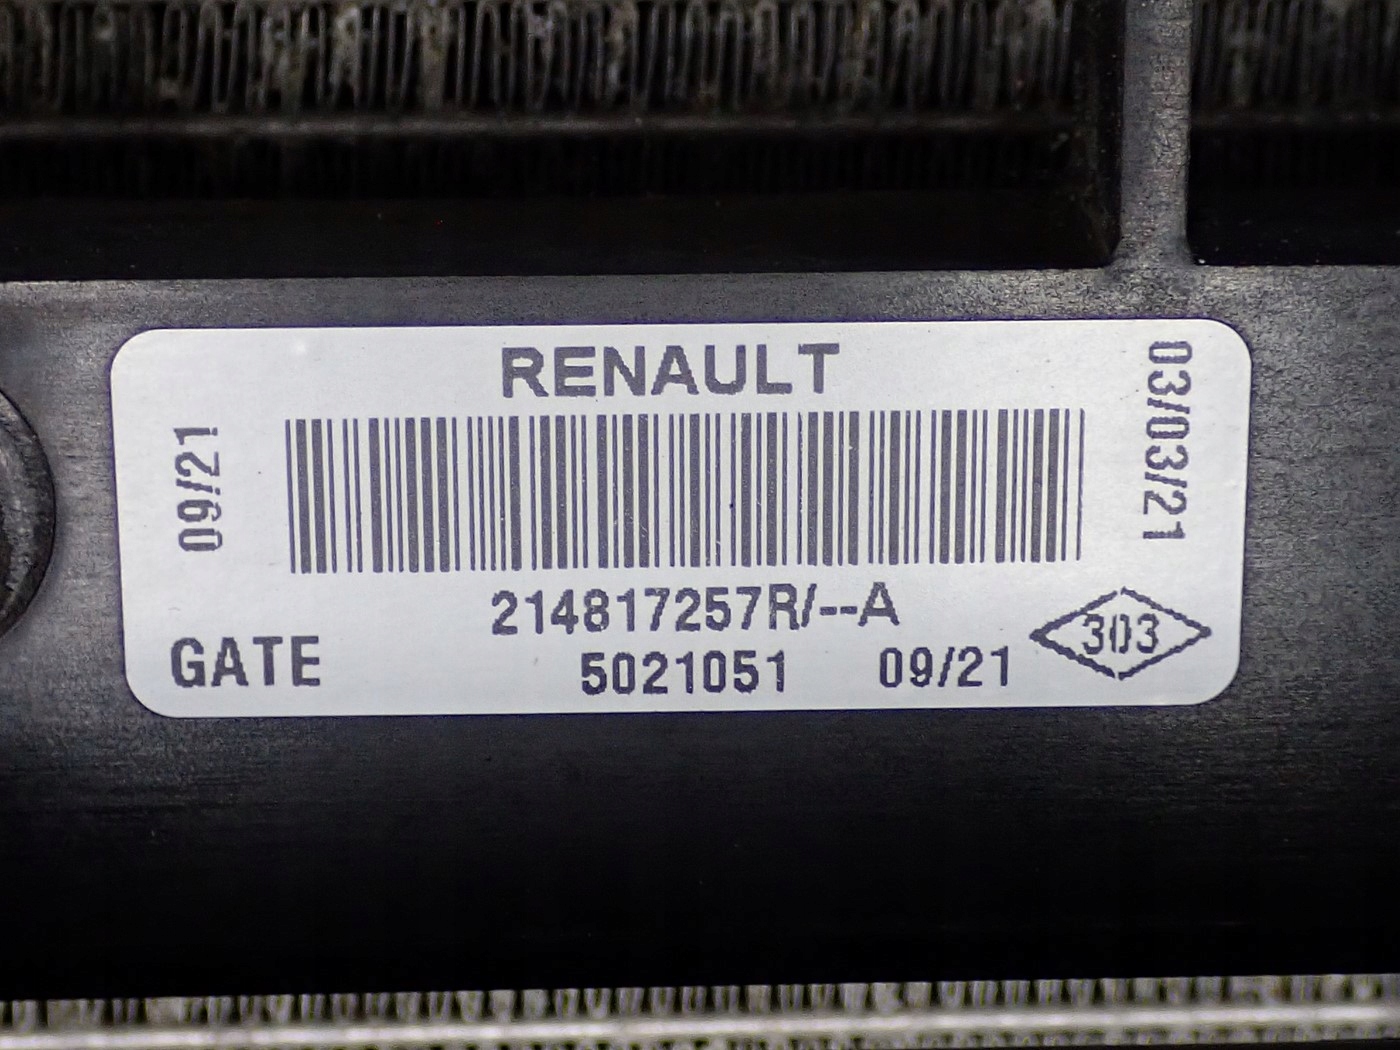 RENAULT
09/21
03/03/21
214817257R/--A
GATE
5021051 09/21
303